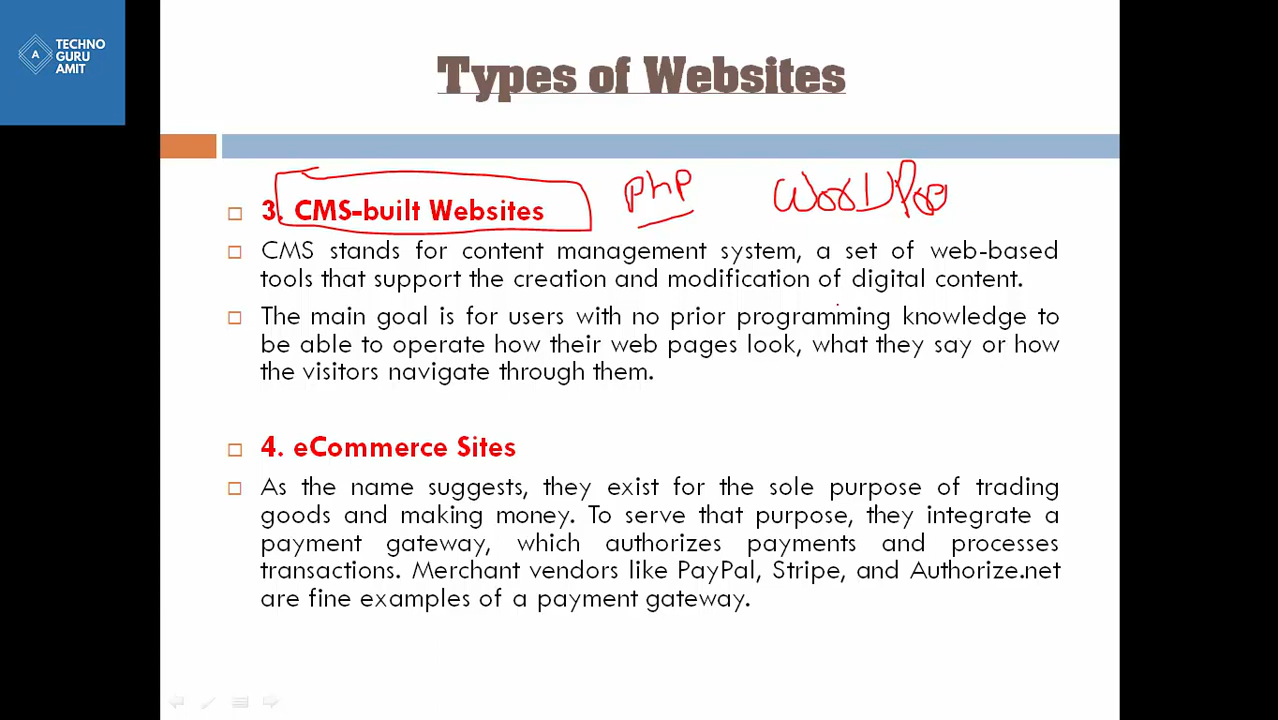 TECHNO
GURU
AMIT
Types of Websites
PHP
3. CMS-built Websites
CMS stands for content management system, a set of web-based
tools that support the creation and modification of digital content.
The main goal is for users with no prior programming knowledge to
be able to operate how their web pages look, what they say or how
the visitors navigate through them.
4. eCommerce Sites
As the name suggests, they exist for the sole purpose of trading
goods and making money. To serve that purpose, they integrate a
payment gateway, which authorizes payments and processes
transactions. Merchant vendors like PayPal, Stripe, and Authorize.net
are fine examples of a payment gateway.